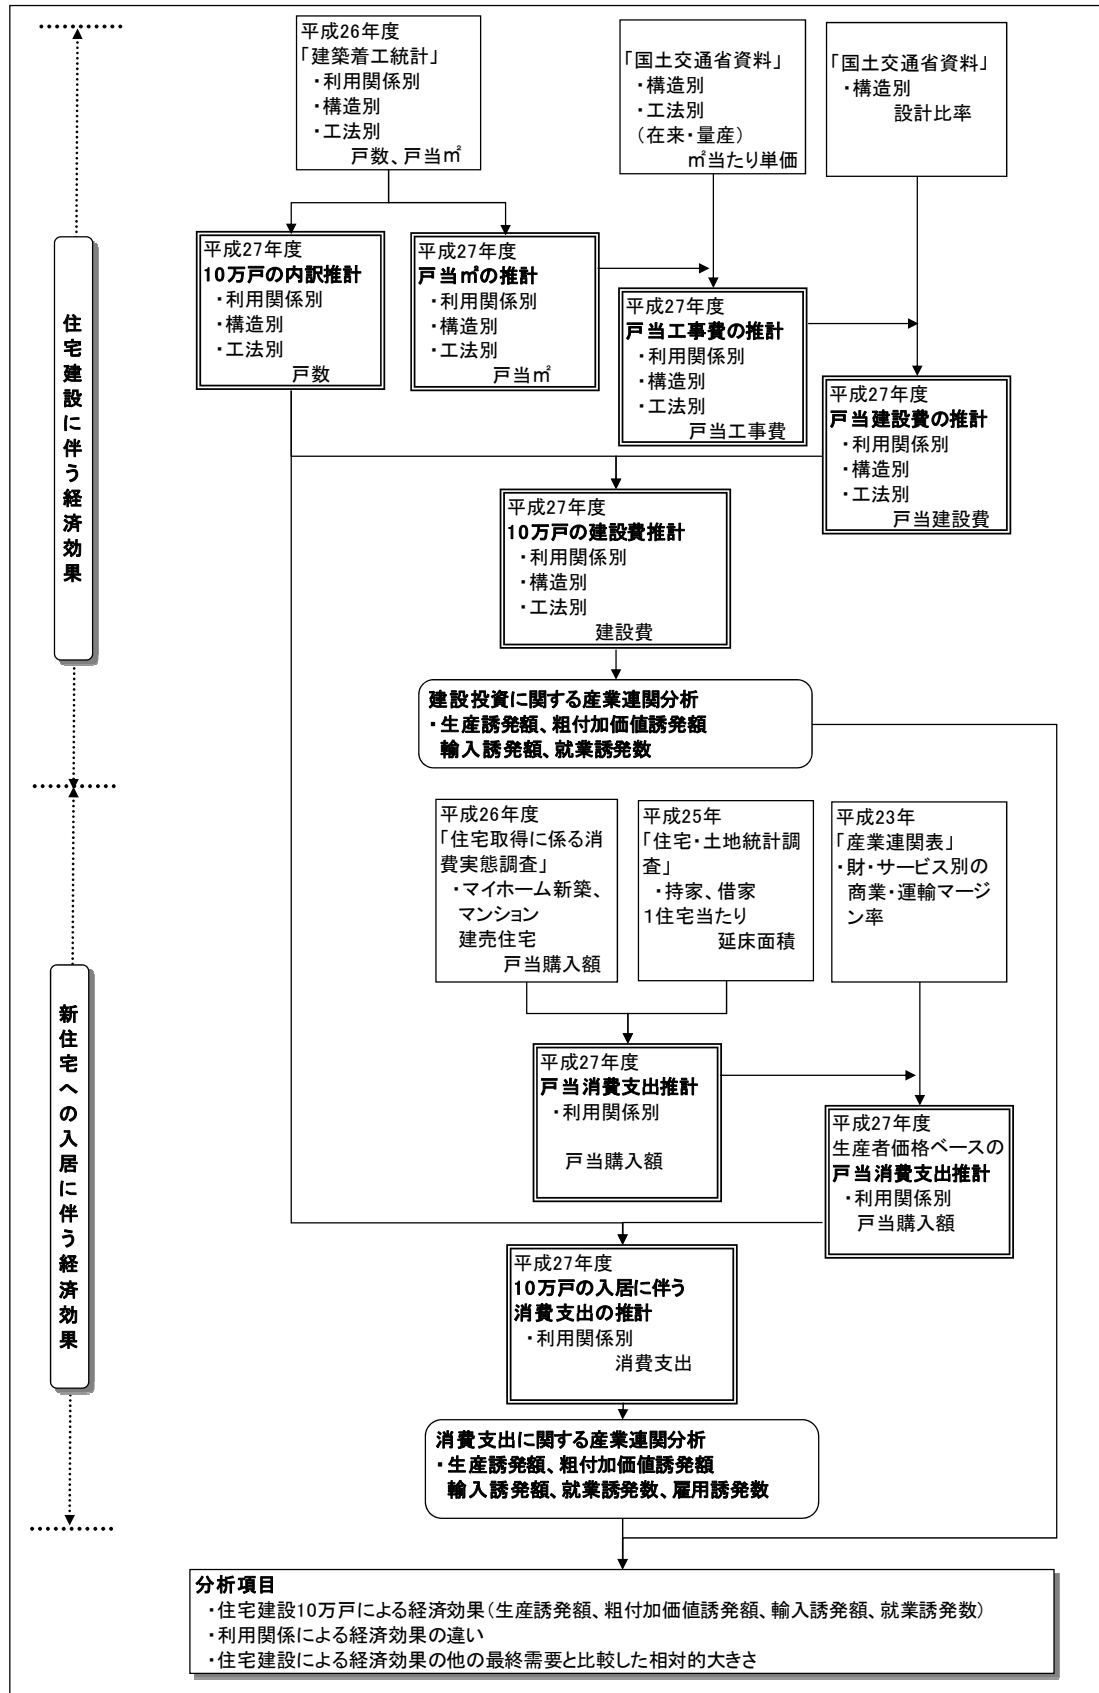 平成26年度
「建築着工統計」
・利用関係別
・構造別
・工法別
戸数、戸当㎡
「国土交通省資料」
・構造別
・工法別
(在来・量産)
㎡当たり単価
「国土交通省資料」
・構造別
設計比率
平成27年度
10万戸の内訳推計
・利用関係別
・構造別
・工法別
戸数
平成27年度
戸当㎡の推計
・利用関係別
・構造別
・工法別
戸当㎡
平成27年度
戸当工事費の推計
・利用関係別
・構造別
・工法別
戸当工事費
平成27年度
戸当建設費の推計
・利用関係別
・構造別
・工法別
戸当建設費
住宅建設に伴う経済効果
平成27年度
10万戸の建設費推計
・利用関係別
・構造別
・工法別
建設費
建設投資に関する産業連関分析
・生産誘発額、粗付加価値誘発額
輸入誘発額、就業誘発数
平成26年度
「住宅取得に係る消
費実態調査」
・マイホーム新築、
マンション
建売住宅
戸当購入額
平成25年
「住宅・土地統計調
査」
・持家、借家
1住宅当たり
延床面積
平成23年
「産業連関表」
・財・サービス別の
商業・運輸マージ
ン率
新住宅への入居に伴う経済効果
平成27年度
戸当消費支出推計
・利用関係別
戸当購入額
平成27年度
生産者価格ベースの
戸当消費支出推計
・利用関係別
戸当購入額
平成27年度
10万戸の入居に伴う
消費支出の推計
・利用関係別
消費支出
消費支出に関する産業連関分析
・生産誘発額、粗付加価値誘発額
輸入誘発額、就業誘発数、雇用誘発数
分析項目
・住宅建設10万戸による経済効果(生産誘発額、粗付加価値誘発額、輸入誘発額、就業誘発数)
・利用関係による経済効果の違い
・住宅建設による経済効果の他の最終需要と比較した相対的大きさ